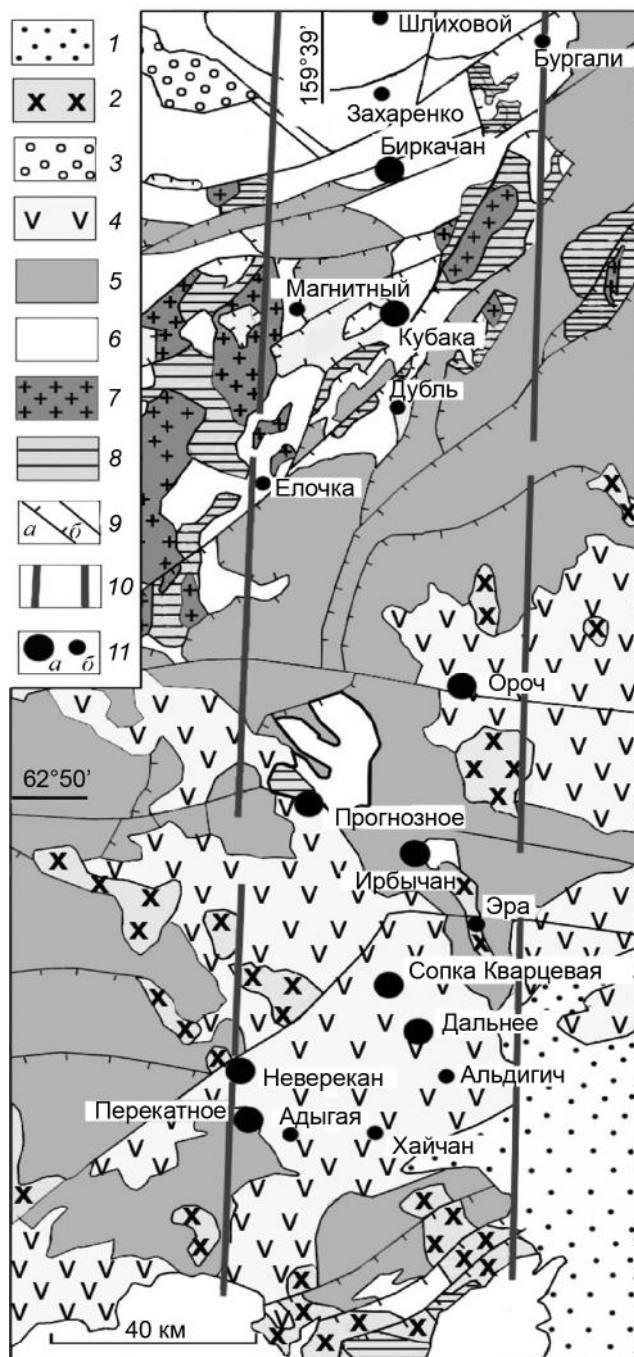 1
2
3
4
5
6
7
8
а б 9
10
а б 11
159°39'
Шлиховой
Бургали
Захаренко
Биркачан
Магнитный
Кубака
Дубль
Елочка
Ороч
62°50'
Прогнозное
Ирбычан
Эра
Сопка Кварцевая
Дальнее
Неверекан
Альдигич
Перекатное
Адыгая
Хайчан
40 км